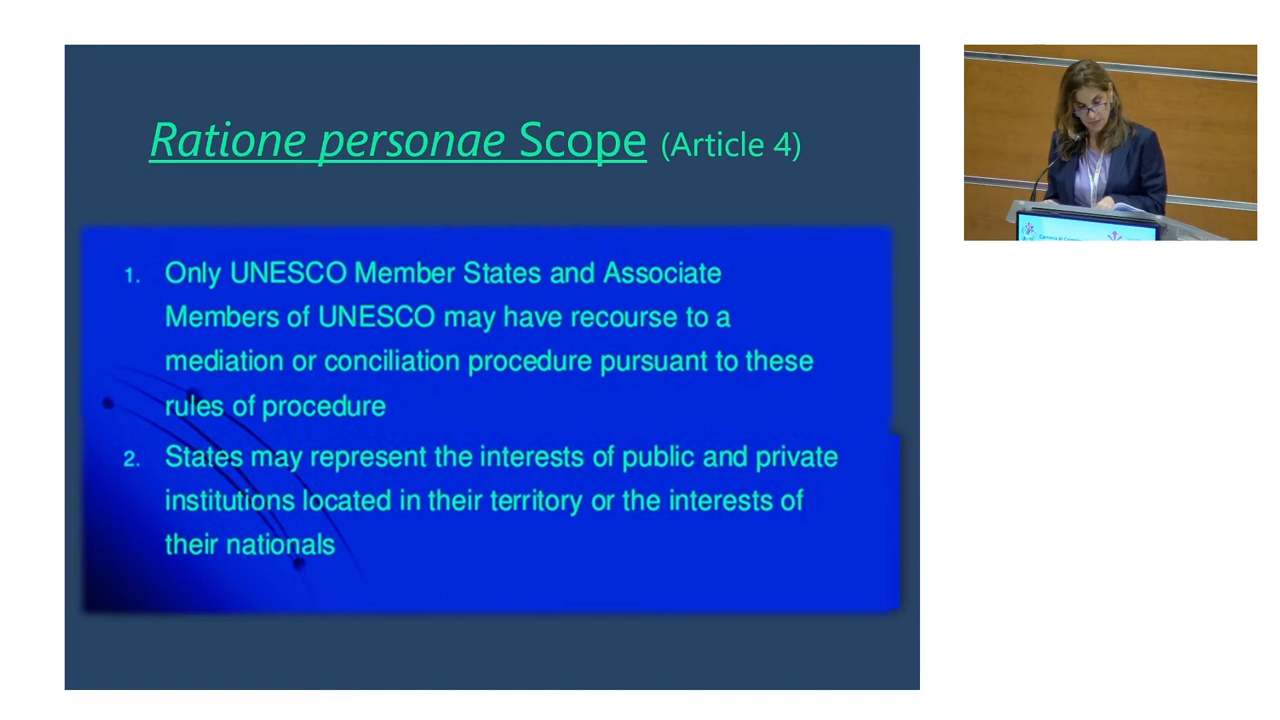 Ratione personae Scope (Article 4)
1. Only UNESCO Member States and Associate
Members of UNESCO may have recourse to a
mediation or conciliation procedure pursuant to these
rules of procedure
2. States may represent the interests of public and private
institutions located in their territory or the interests of
their nationals